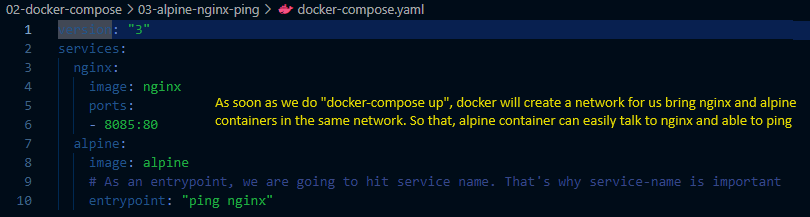 02-docker-compose > 03-alpine-nginx-ping > docker-compose.yaml
1 version: "3"
2 services:
3 nginx:
4 image: nginx
5 ports:
As soon as we do "docker-compose up", docker will create a network for us bring nginx and alpine
6 - 8085:80
containers in the same network. So that, alpine container can easily talk to nginx and able to ping
7 alpine:
8 image: alpine
9 # As an entrypoint, we are going to hit service name. That's why service-name is important
10 entrypoint: "ping nginx"